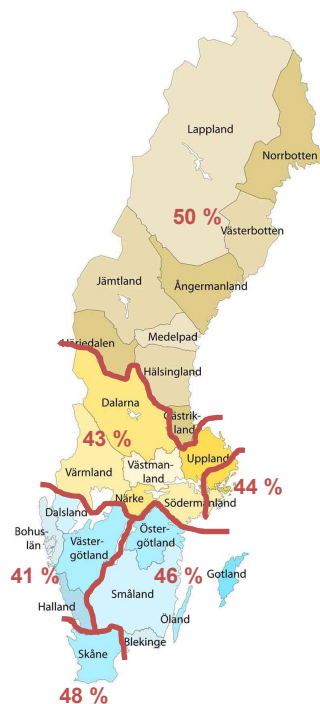 Lappland
Norrbotten
50 %
Västerbotten
Jämtland
Ångermanland
Medelpad
Härjedalen
Hälsingland
Dalarna
Gästrik-
land
43 %
Uppland
Västman-
land
Värmland
44 %
Närke
Södermanland
Dalsland
Bohus-
län
Väster-
götland
Öster-
götland
41 %
46 %
Gotland
Småland
Halland
Öland
Blekinge
Skåne
48 %